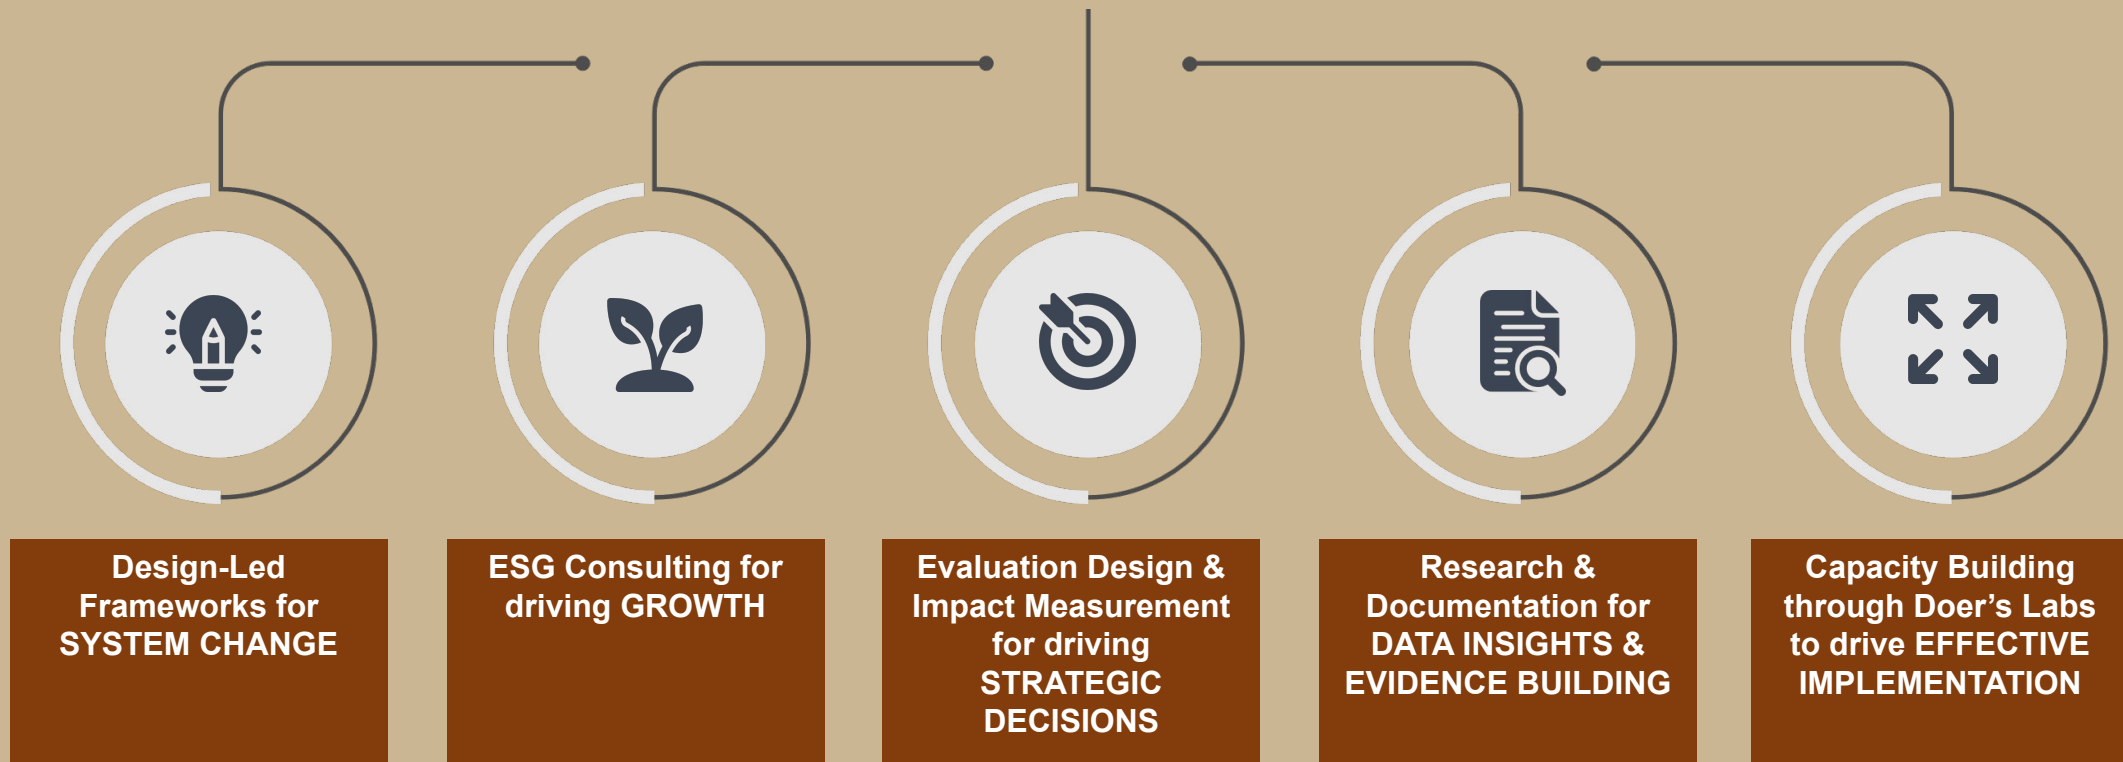 Design-Led
Frameworks for
SYSTEM CHANGE
ESG Consulting for
driving GROWTH
Evaluation Design &
Impact Measurement
for driving
STRATEGIC
DECISIONS
Research &
Documentation for
DATA INSIGHTS &
EVIDENCE BUILDING
Capacity Building
through Doer’s Labs
to drive EFFECTIVE
IMPLEMENTATION